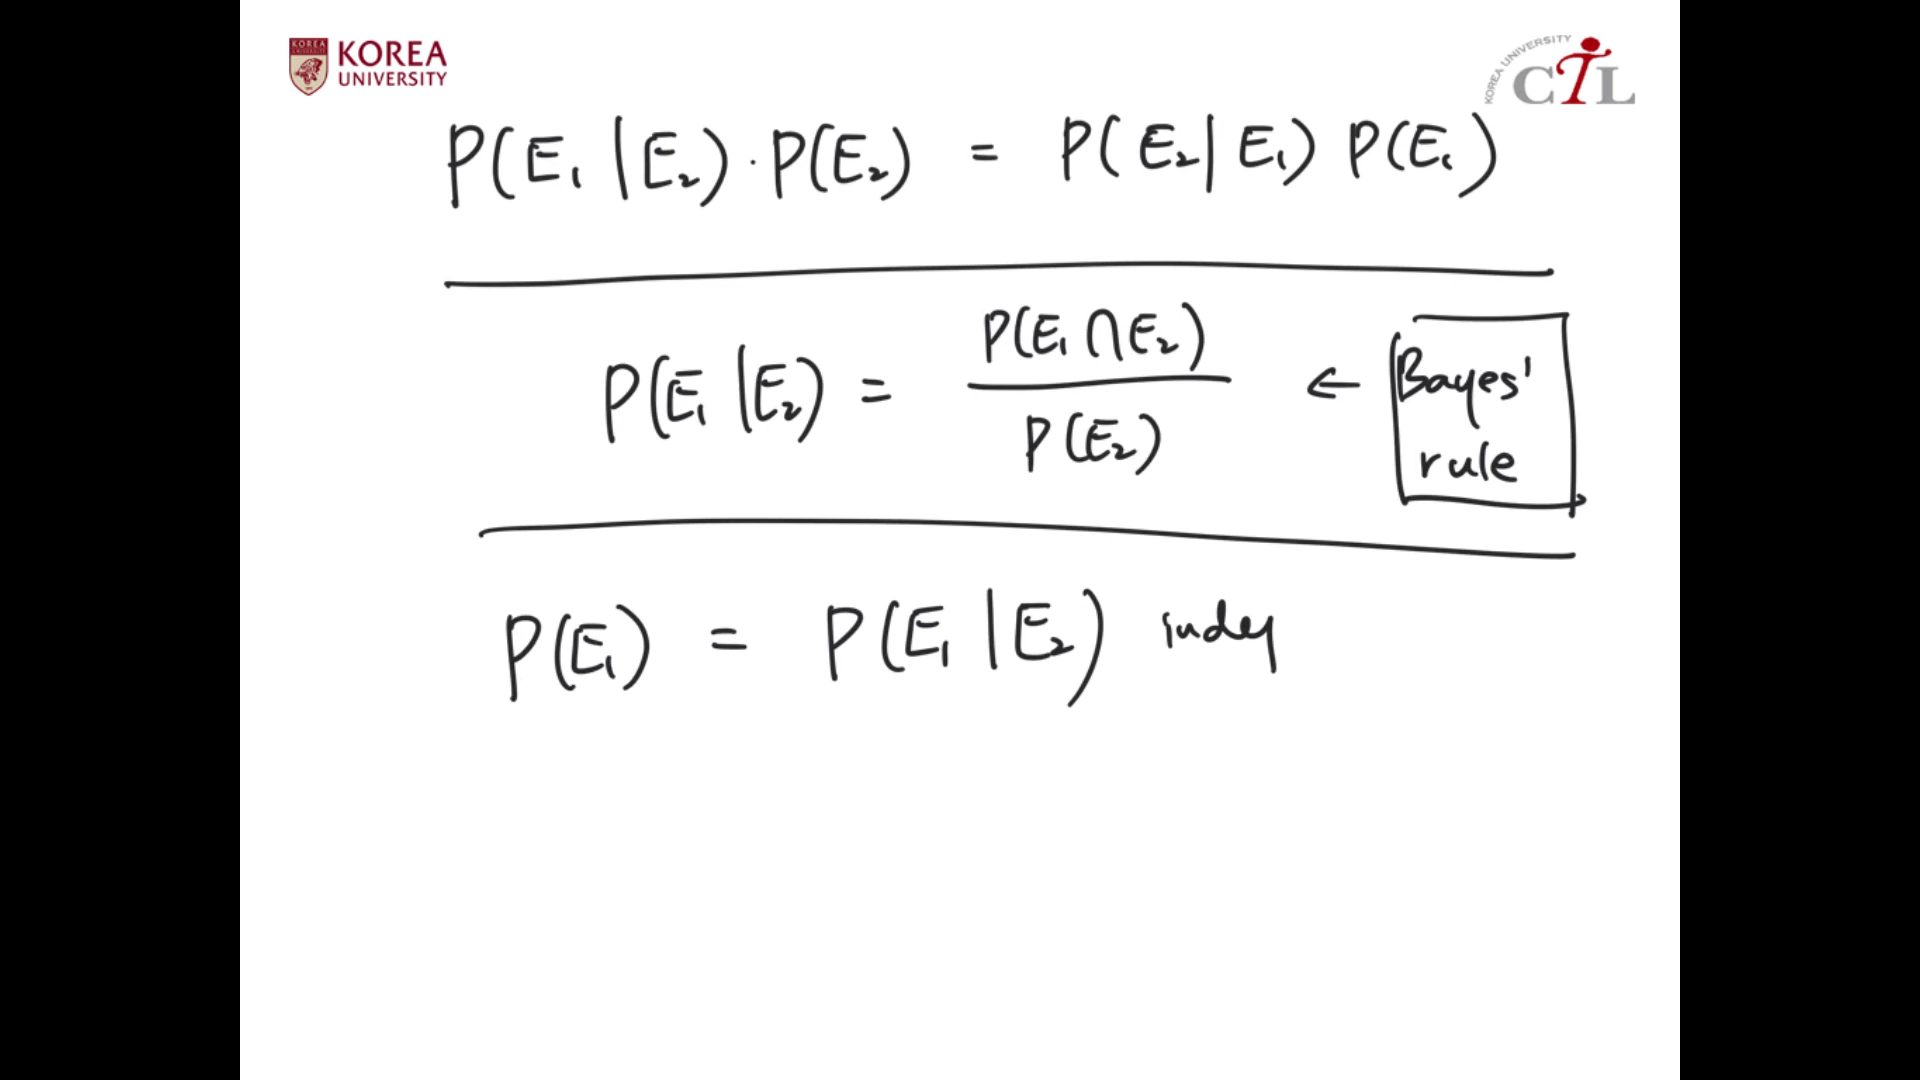 KOREA
UNIVERSITY
KOREA UNIVERSITY
CTL
P(E₁ | E₂) · P(E₂) = P(E₂ | E₁) P(E₁)
P(E₁ | E₂) = P(E₁ ∩ E₂) / P(E₂) ← Bayes' rule
P(E₁) = P(E₁ | E₂) indep